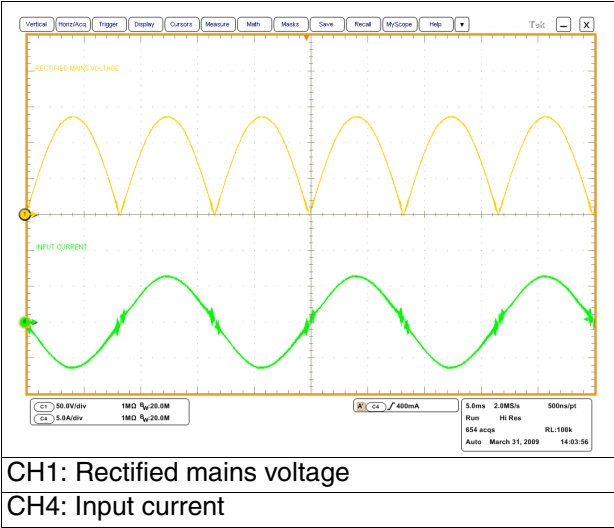 Vertical Horiz/Acq Trigger Display Cursors Measure Math Masks Save Recall MyScope Help Tek X
RECTIFIED MAINS VOLTAGE
1
INPUT CURRENT
4
C1 50.0V/div 1MΩ BW:20.0M
C4 5.0A/div 1MΩ BW:20.0M
A' C4 400mA
5.0ms 2.0MS/s 500ns/pt
Run Hi Res
654 acqs RL:100k
Auto March 31, 2009 14:03:56
CH1: Rectified mains voltage
CH4: Input current